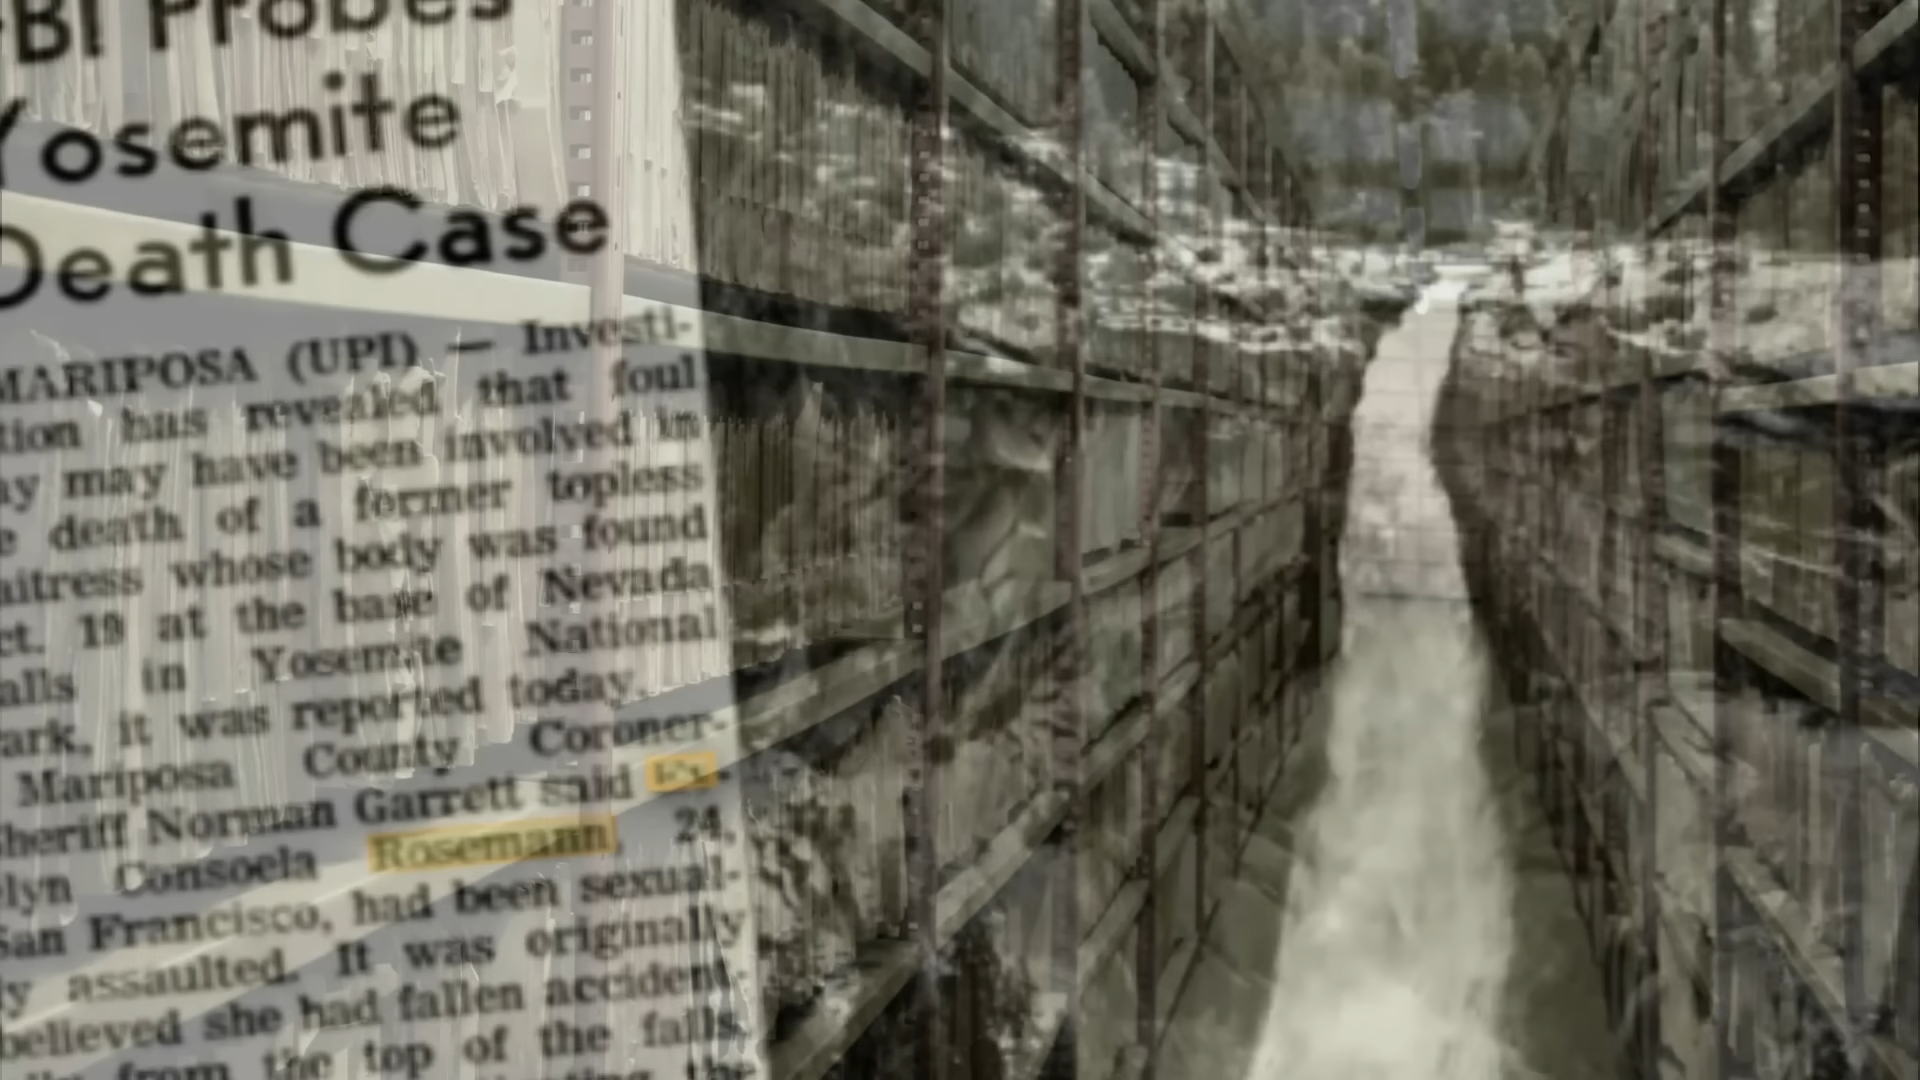 BI Probes
Yosemite
Death Case
MARIPOSA (UPI) — Investi-
tion has revealed that foul
ay may have been involved in
e death of a former topless
aitress whose body was found
ct. 19 at the base of Nevada
alls in Yosemite National
ark, it was reported today.
Mariposa County Coroner-
Sheriff Norman Garrett said
elyn Consoela Rosemann 24,
San Francisco, had been sexual-
ly assaulted. It was originally
believed she had fallen accident-
from the top of the falls.
the